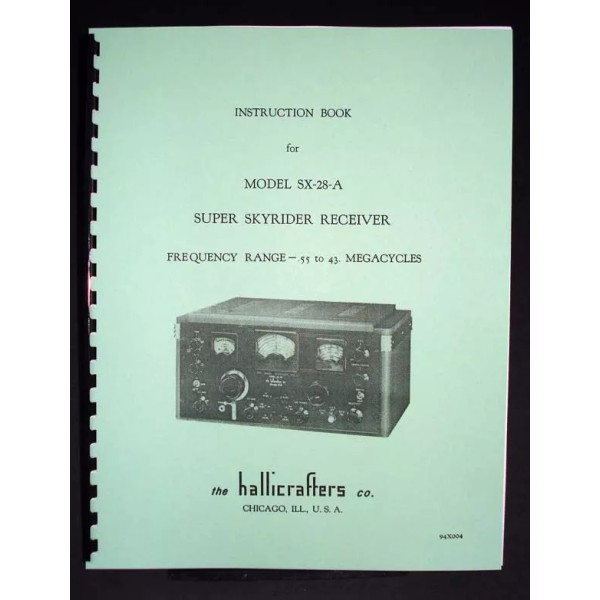 INSTRUCTION BOOK
for
MODEL SX-28-A
SUPER SKYRIDER RECEIVER
FREQUENCY RANGE — .55 to 43. MEGACYCLES
the hallicrafters co.
CHICAGO, ILL., U. S. A.
94X004